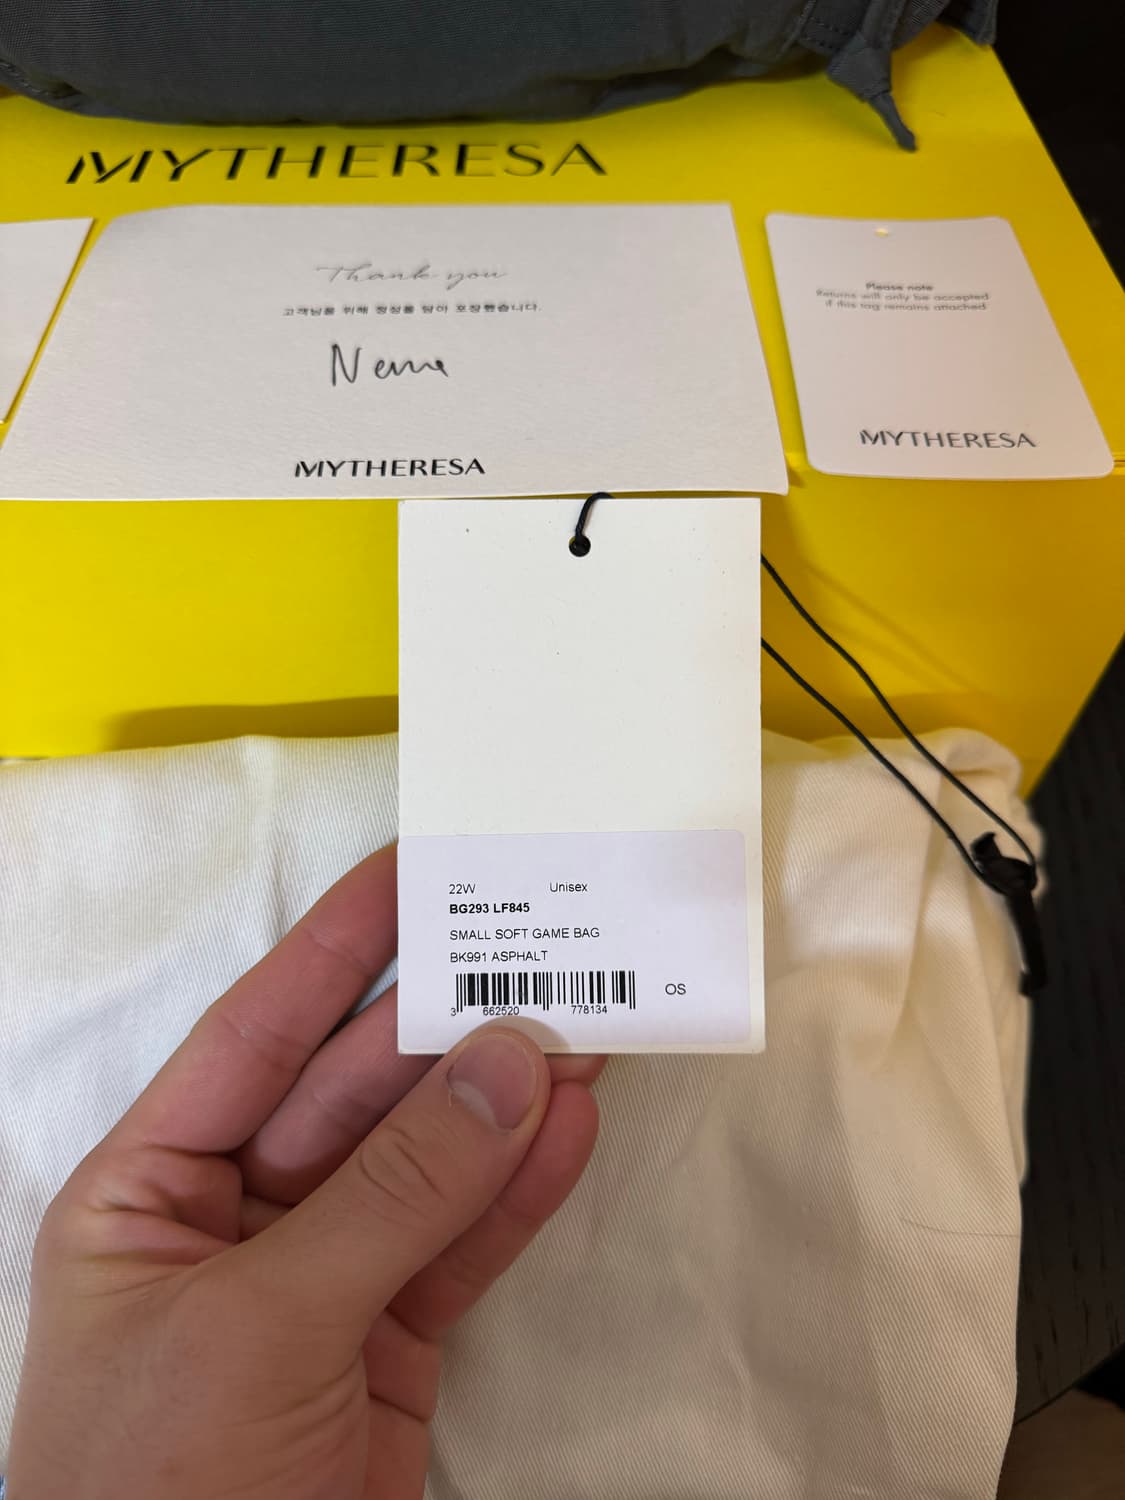 MYTHERESA
Thank you
고객님을 위해 정성을 담아 포장했습니다.
MYTHERESA
Please note
Returns will only be accepted
if this tag remains attached
MYTHERESA
22W Unisex
BG293 LF845
SMALL SOFT GAME BAG
BK991 ASPHALT
OS
3 662520 778134